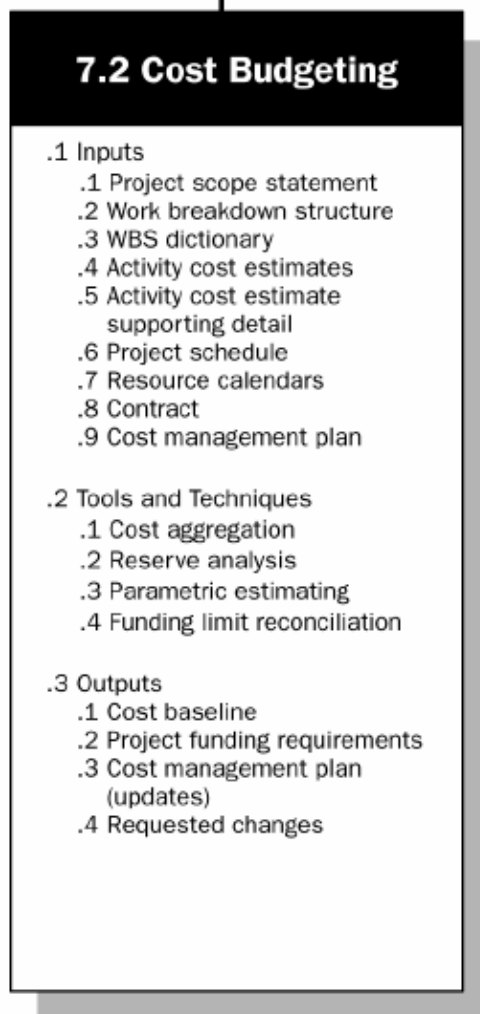 7.2 Cost Budgeting
.1 Inputs
.1 Project scope statement
.2 Work breakdown structure
.3 WBS dictionary
.4 Activity cost estimates
.5 Activity cost estimate
supporting detail
.6 Project schedule
.7 Resource calendars
.8 Contract
.9 Cost management plan
.2 Tools and Techniques
.1 Cost aggregation
.2 Reserve analysis
.3 Parametric estimating
.4 Funding limit reconciliation
.3 Outputs
.1 Cost baseline
.2 Project funding requirements
.3 Cost management plan
(updates)
.4 Requested changes